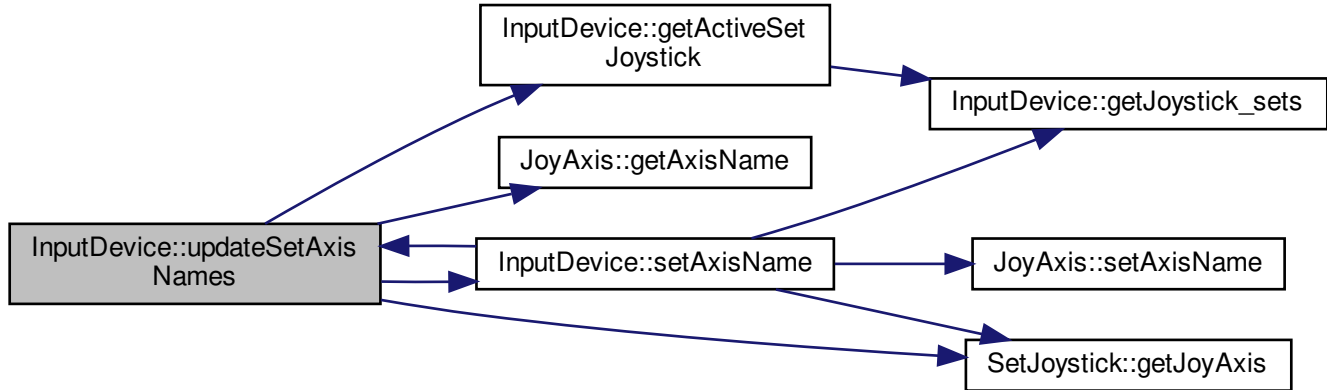 InputDevice::getActiveSet
Joystick
InputDevice::getJoystick_sets
JoyAxis::getAxisName
InputDevice::updateSetAxis
Names
InputDevice::setAxisName
JoyAxis::setAxisName
SetJoystick::getJoyAxis